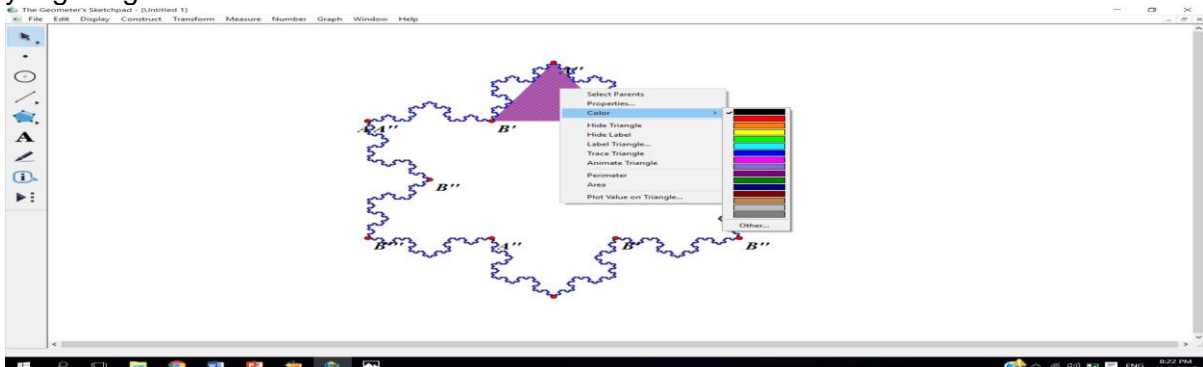 The Geometer's Sketchpad - [Untitled 1]
File Edit Display Construct Transform Measure Number Graph Window Help
A''
Select Parents
Properties...
Color
Hide Triangle
Hide Label
Label Triangle...
Trace Triangle
Animate Triangle
Perimeter
Area
Plot Value on Triangle...
Other...
B'
B''
A''
B''
ENG
8:22 PM